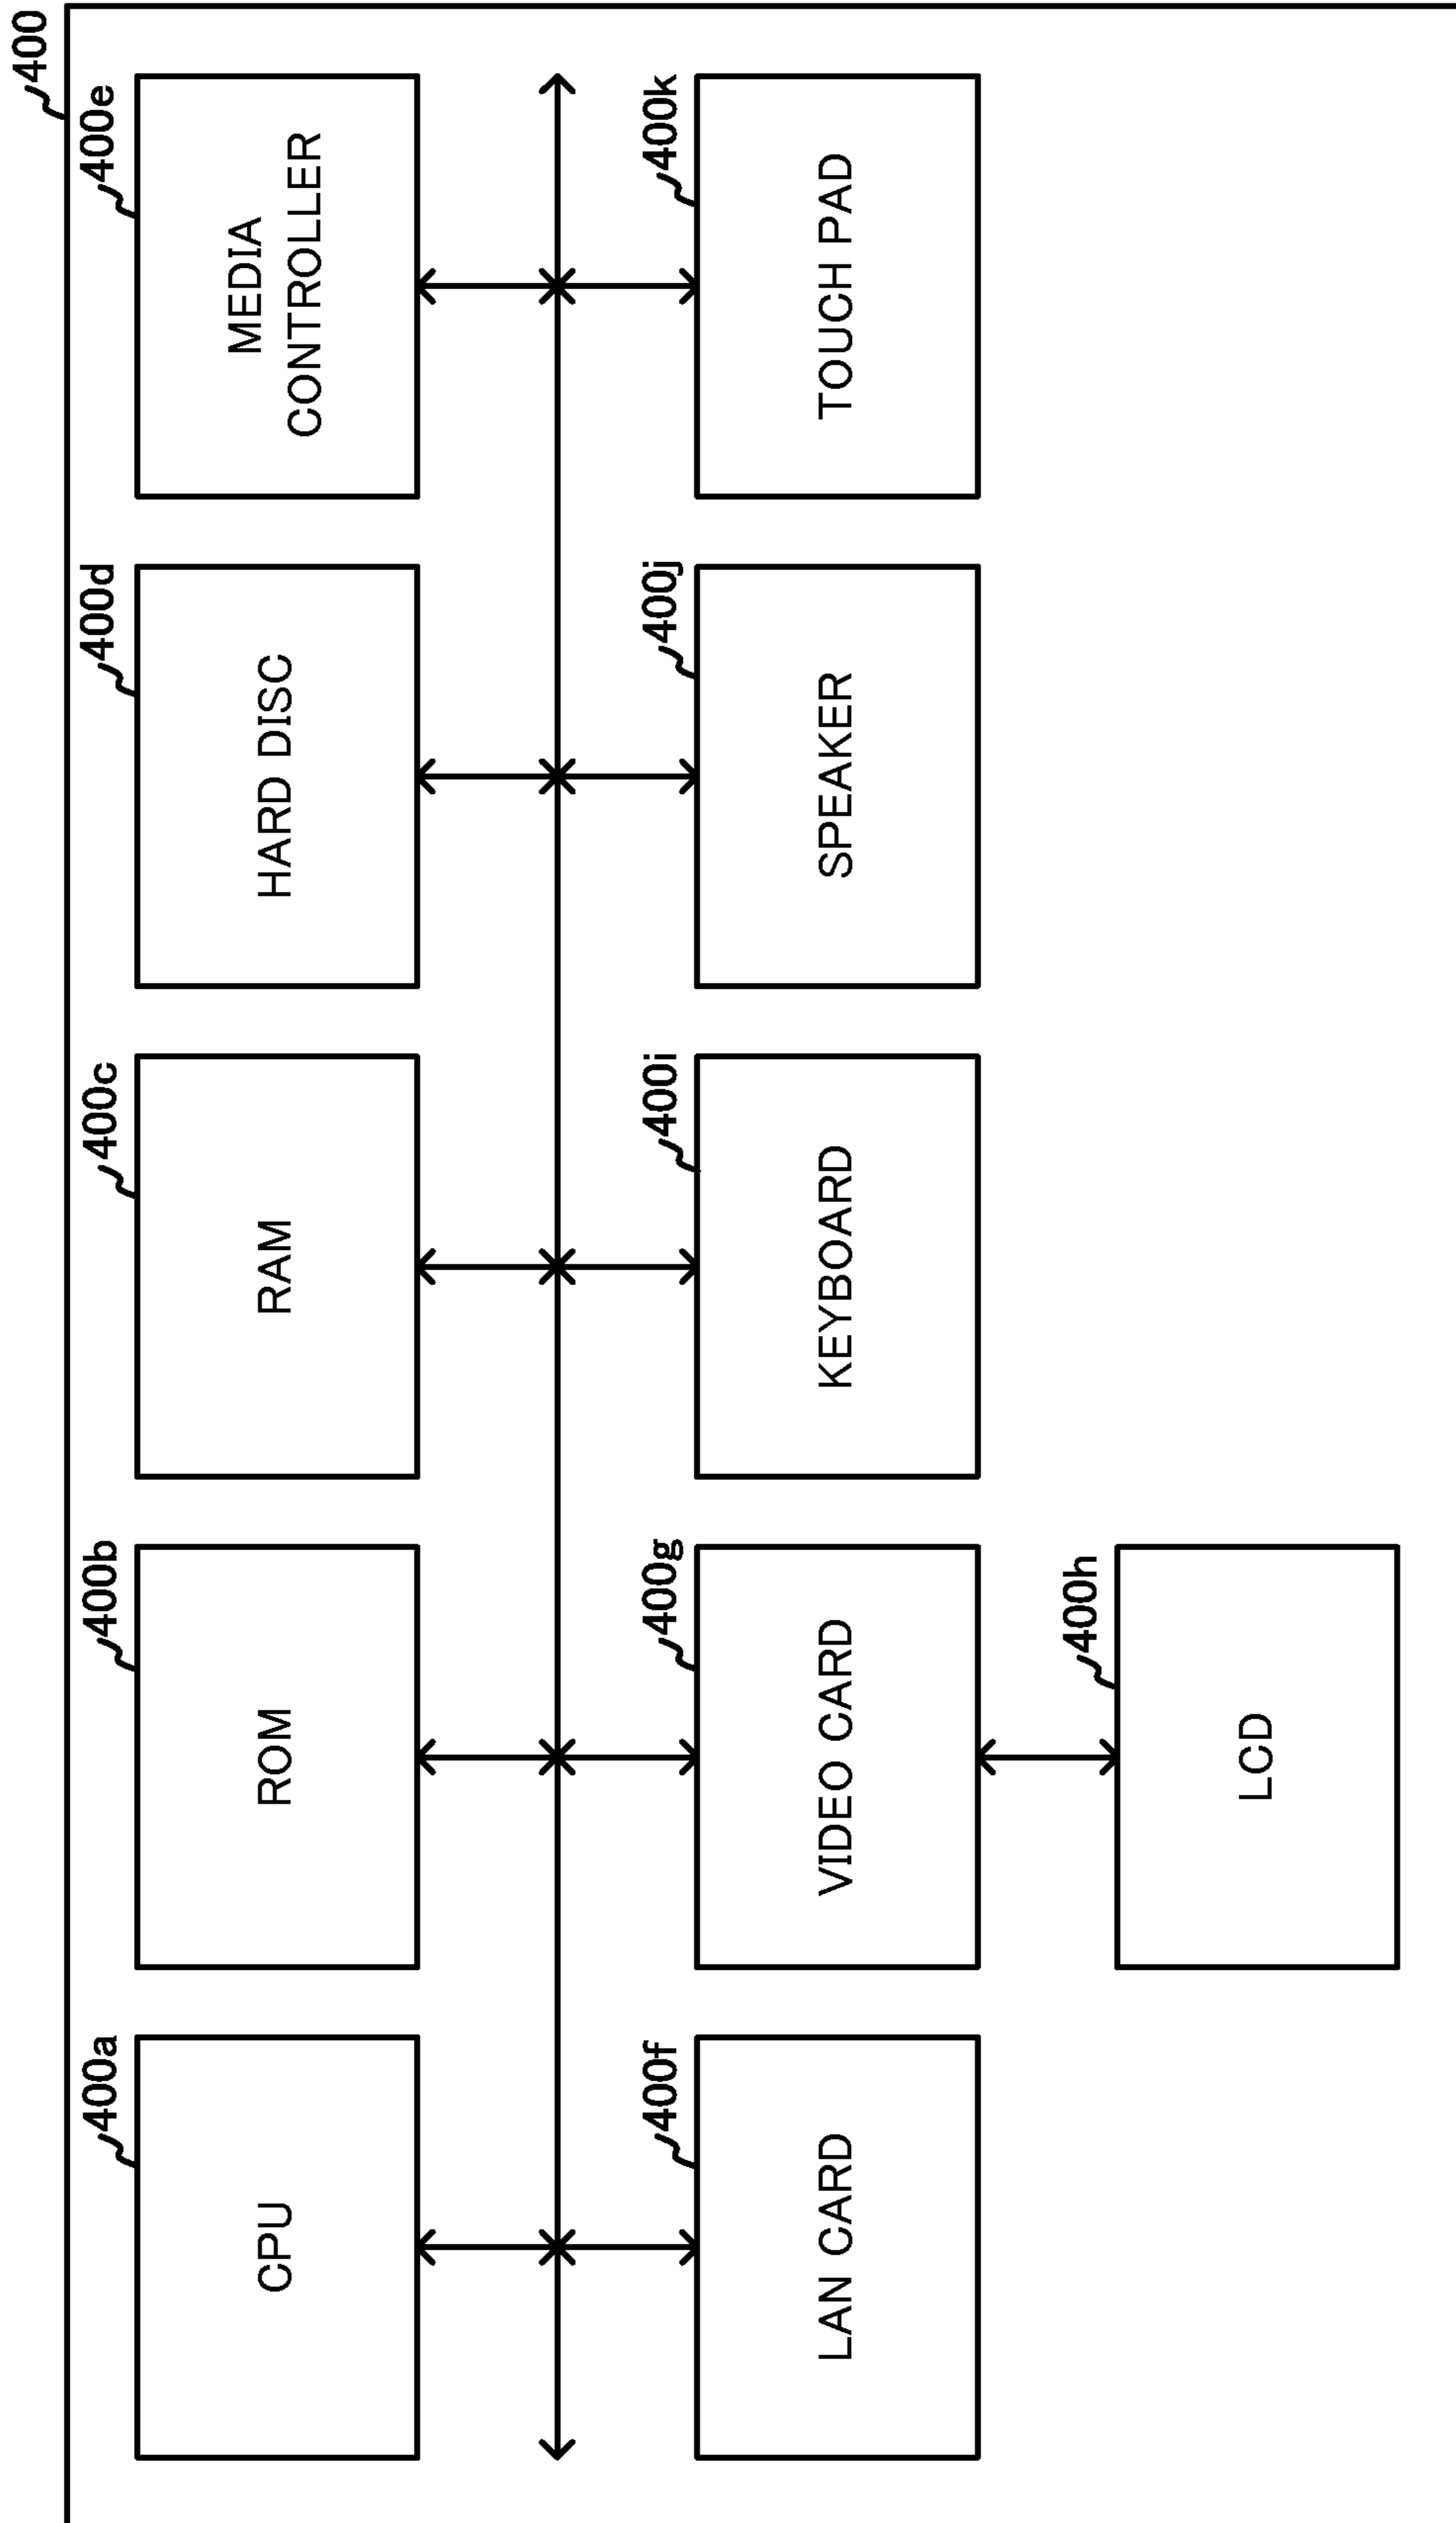 400
400a
CPU
400b
ROM
400c
RAM
400d
HARD DISC
400e
MEDIA
CONTROLLER
400f
LAN CARD
400g
VIDEO CARD
400i
KEYBOARD
400j
SPEAKER
400k
TOUCH PAD
400h
LCD